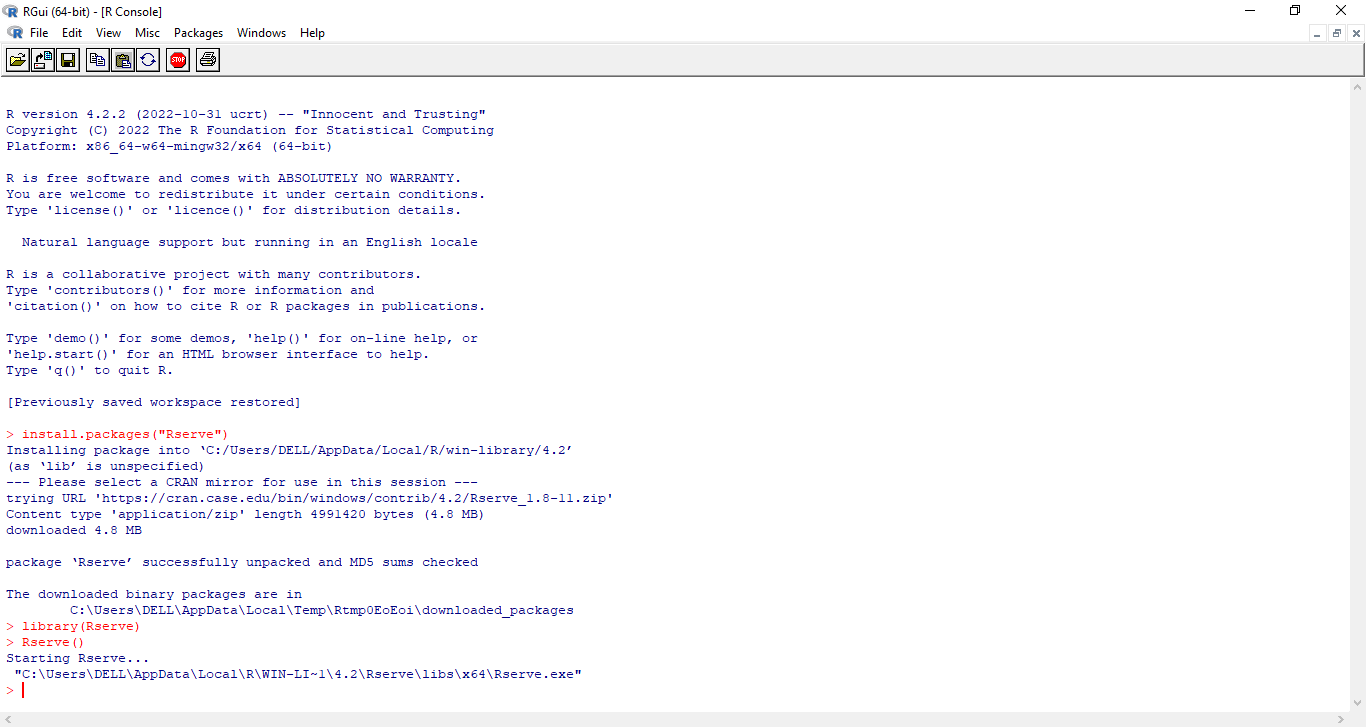 RGui (64-bit) - [R Console]
File Edit View Misc Packages Windows Help
STOP
R version 4.2.2 (2022-10-31 ucrt) -- "Innocent and Trusting"
Copyright (C) 2022 The R Foundation for Statistical Computing
Platform: x86_64-w64-mingw32/x64 (64-bit)
R is free software and comes with ABSOLUTELY NO WARRANTY.
You are welcome to redistribute it under certain conditions.
Type 'license()' or 'licence()' for distribution details.
Natural language support but running in an English locale
R is a collaborative project with many contributors.
Type 'contributors()' for more information and
'citation()' on how to cite R or R packages in publications.
Type 'demo()' for some demos, 'help()' for on-line help, or
'help.start()' for an HTML browser interface to help.
Type 'q()' to quit R.
[Previously saved workspace restored]
> install.packages("Rserve")
Installing package into ‘C:/Users/DELL/AppData/Local/R/win-library/4.2’
(as ‘lib’ is unspecified)
--- Please select a CRAN mirror for use in this session ---
trying URL 'https://cran.case.edu/bin/windows/contrib/4.2/Rserve_1.8-11.zip'
Content type 'application/zip' length 4991420 bytes (4.8 MB)
downloaded 4.8 MB
package ‘Rserve’ successfully unpacked and MD5 sums checked
The downloaded binary packages are in
C:\Users\DELL\AppData\Local\Temp\Rtmp0EoEoi\downloaded_packages
> library(Rserve)
> Rserve()
Starting Rserve...
"C:\Users\DELL\AppData\Local\R\WIN-LI~1\4.2\Rserve\libs\x64\Rserve.exe"
>